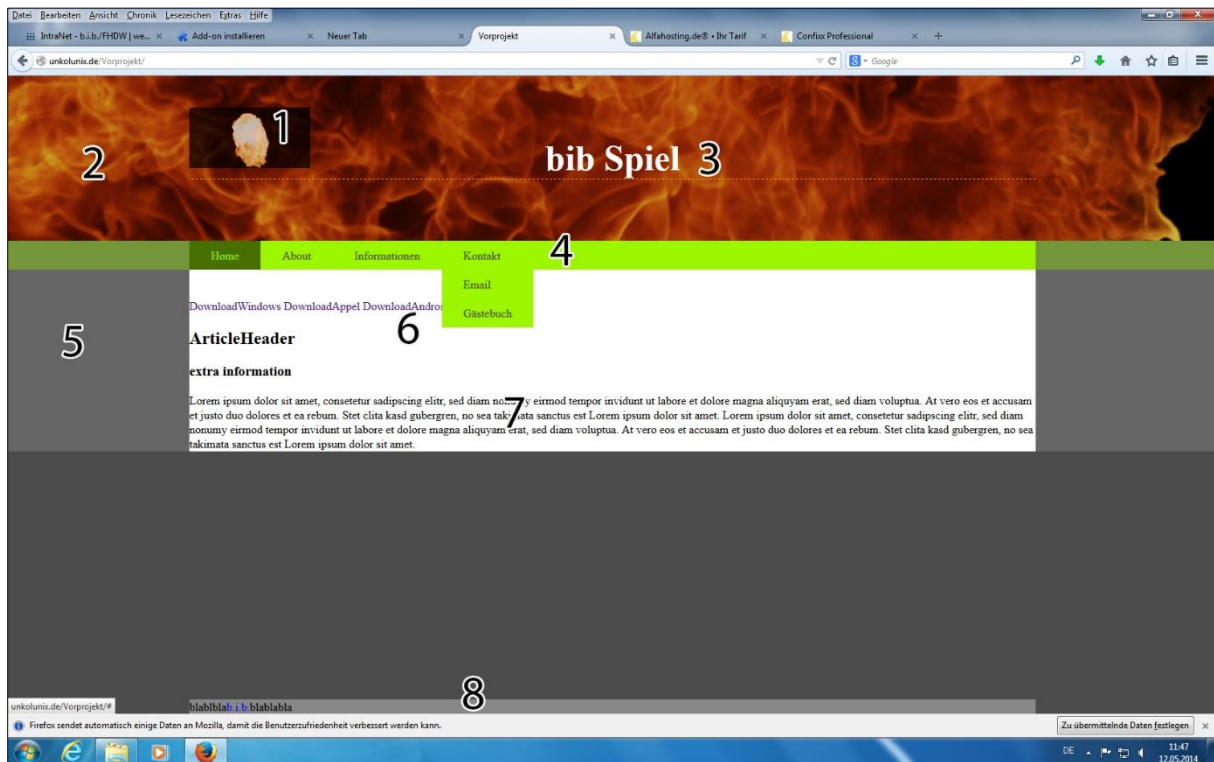 Datei Bearbeiten Ansicht Chronik Lesezeichen Extras Hilfe
IntraNet - b.i.b./FHDW | we... × Add-on installieren × Neuer Tab × Vorprojekt × Alfahosting.de® • Ihr Tarif × Confixx Professional × +
unkolunix.de/Vorprojekt/ Google
1
2
bib Spiel 3
Home About Informationen Kontakt 4
Email
DownloadWindows DownloadAppel
Gästebuch
5
6
ArticleHeader
extra information
Lorem ipsum dolor sit amet, consetetur sadipscing elitr, sed diam nonumy eirmod tempor invidunt ut labore et dolore magna aliquyam erat, sed diam voluptua. At vero eos et accusam
et justo duo dolores et ea rebum. Stet clita kasd gubergren, no sea takimata sanctus est Lorem ipsum dolor sit amet. Lorem ipsum dolor sit amet, consetetur sadipscing elitr, sed diam
7
nonumy eirmod tempor invidunt ut labore et dolore magna aliquyam erat, sed diam voluptua. At vero eos et accusam et justo duo dolores et ea rebum. Stet clita kasd gubergren, no sea
takimata sanctus est Lorem ipsum dolor sit amet.
8
unkolunix.de/Vorprojekt/# blablblab.i.b.blablabla
Firefox sendet automatisch einige Daten an Mozilla, damit die Benutzerzufriedenheit verbessert werden kann. Zu übermittelnde Daten festlegen ×
DE 11:47
12.05.2014